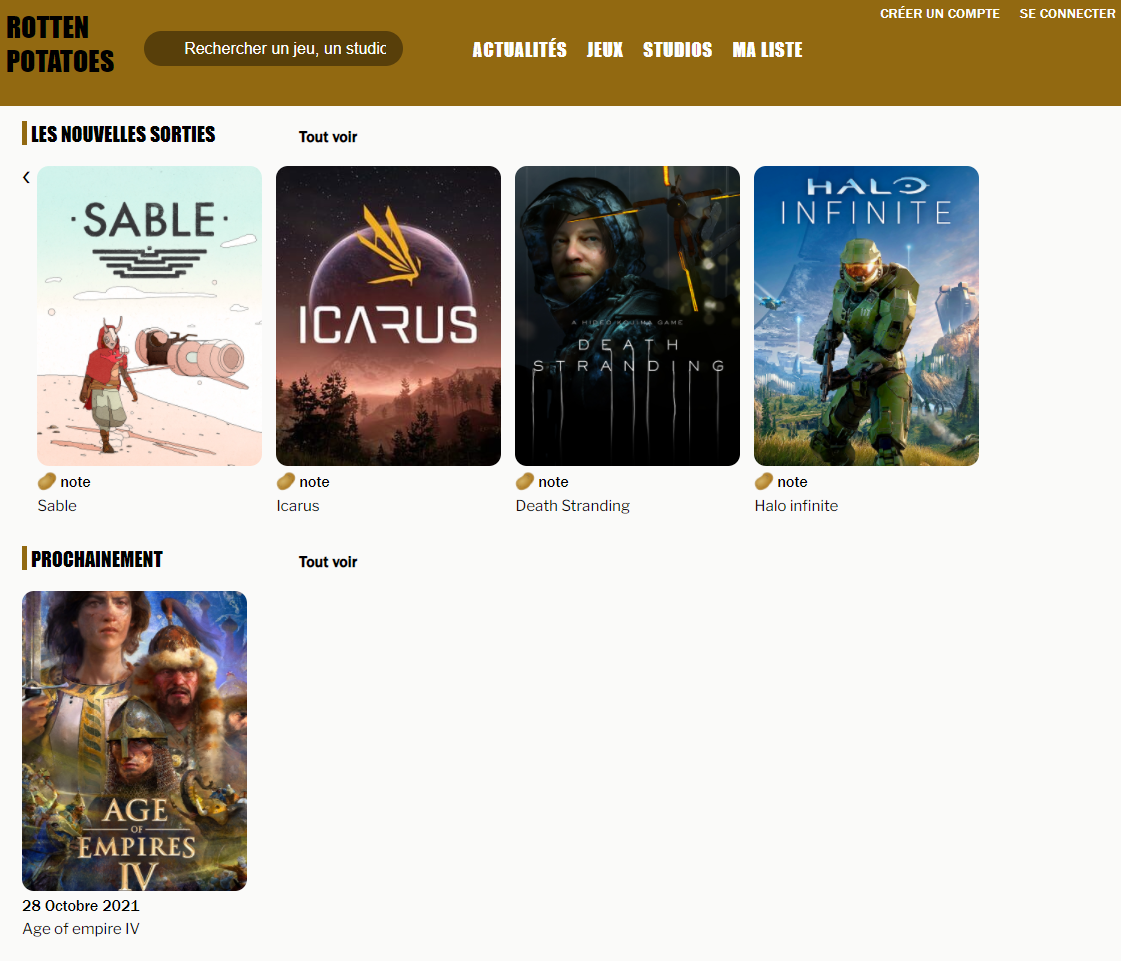 CRÉER UN COMPTE SE CONNECTER
ROTTEN
POTATOES
Rechercher un jeu, un studio
ACTUALITÉS JEUX STUDIOS MA LISTE
LES NOUVELLES SORTIES Tout voir
‹
· SABLE ·
ICARUS
A HIDEO KOJIMA GAME
DEATH
STRANDING
HALO
INFINITE
note note note note
Sable Icarus Death Stranding Halo infinite
PROCHAINEMENT Tout voir
AGE
OF
EMPIRES
IV
28 Octobre 2021
Age of empire IV